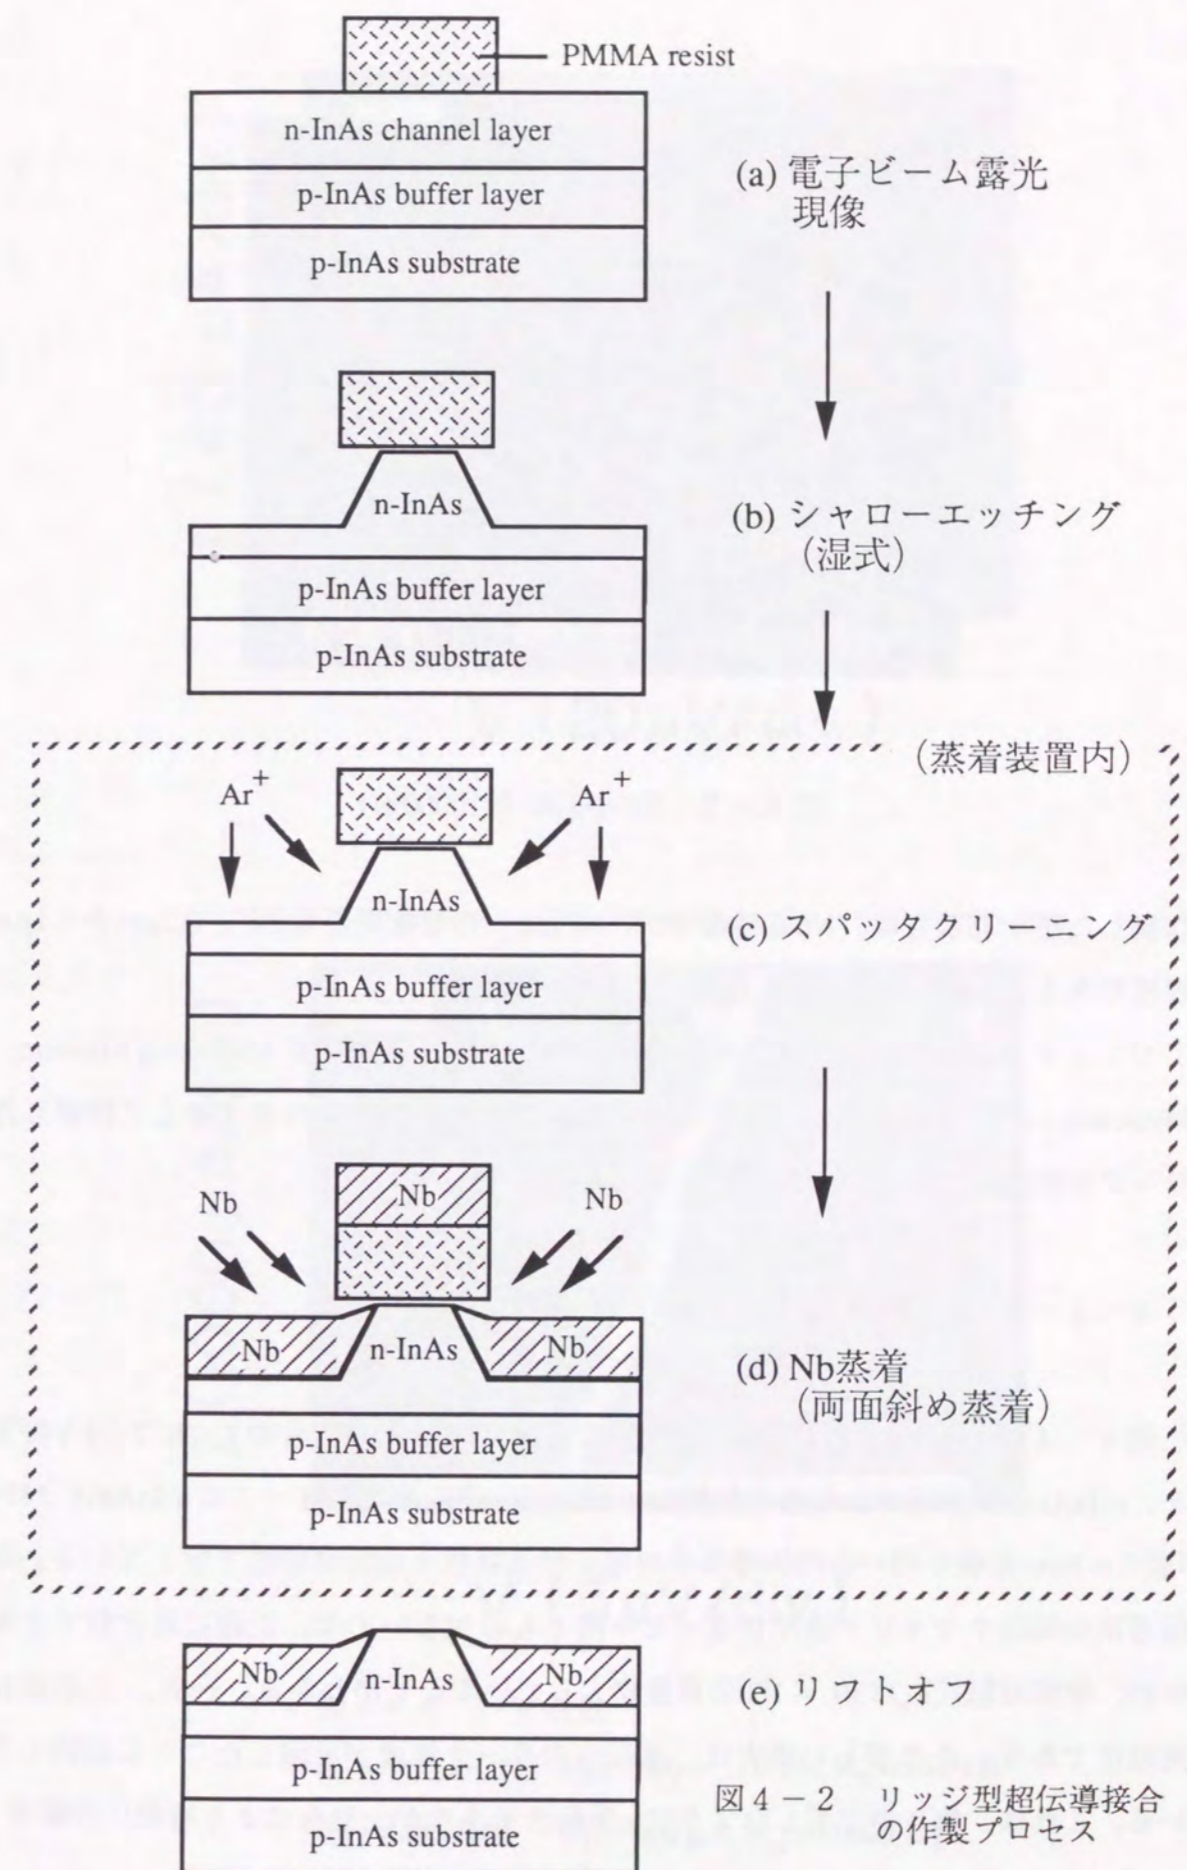 PMMA resist
n-InAs channel layer
p-InAs buffer layer
p-InAs substrate
(a) 電子ビーム露光
現像
n-InAs
p-InAs buffer layer
p-InAs substrate
(b) シャローエッチング
(湿式)
(蒸着装置内)
Ar+
Ar+
n-InAs
p-InAs buffer layer
p-InAs substrate
(c) スパッタクリーニング
Nb
Nb
Nb
Nb
n-InAs
Nb
p-InAs buffer layer
p-InAs substrate
(d) Nb蒸着
(両面斜め蒸着)
Nb
n-InAs
Nb
p-InAs buffer layer
p-InAs substrate
(e) リフトオフ
図4-2 リッジ型超伝導接合
の作製プロセス